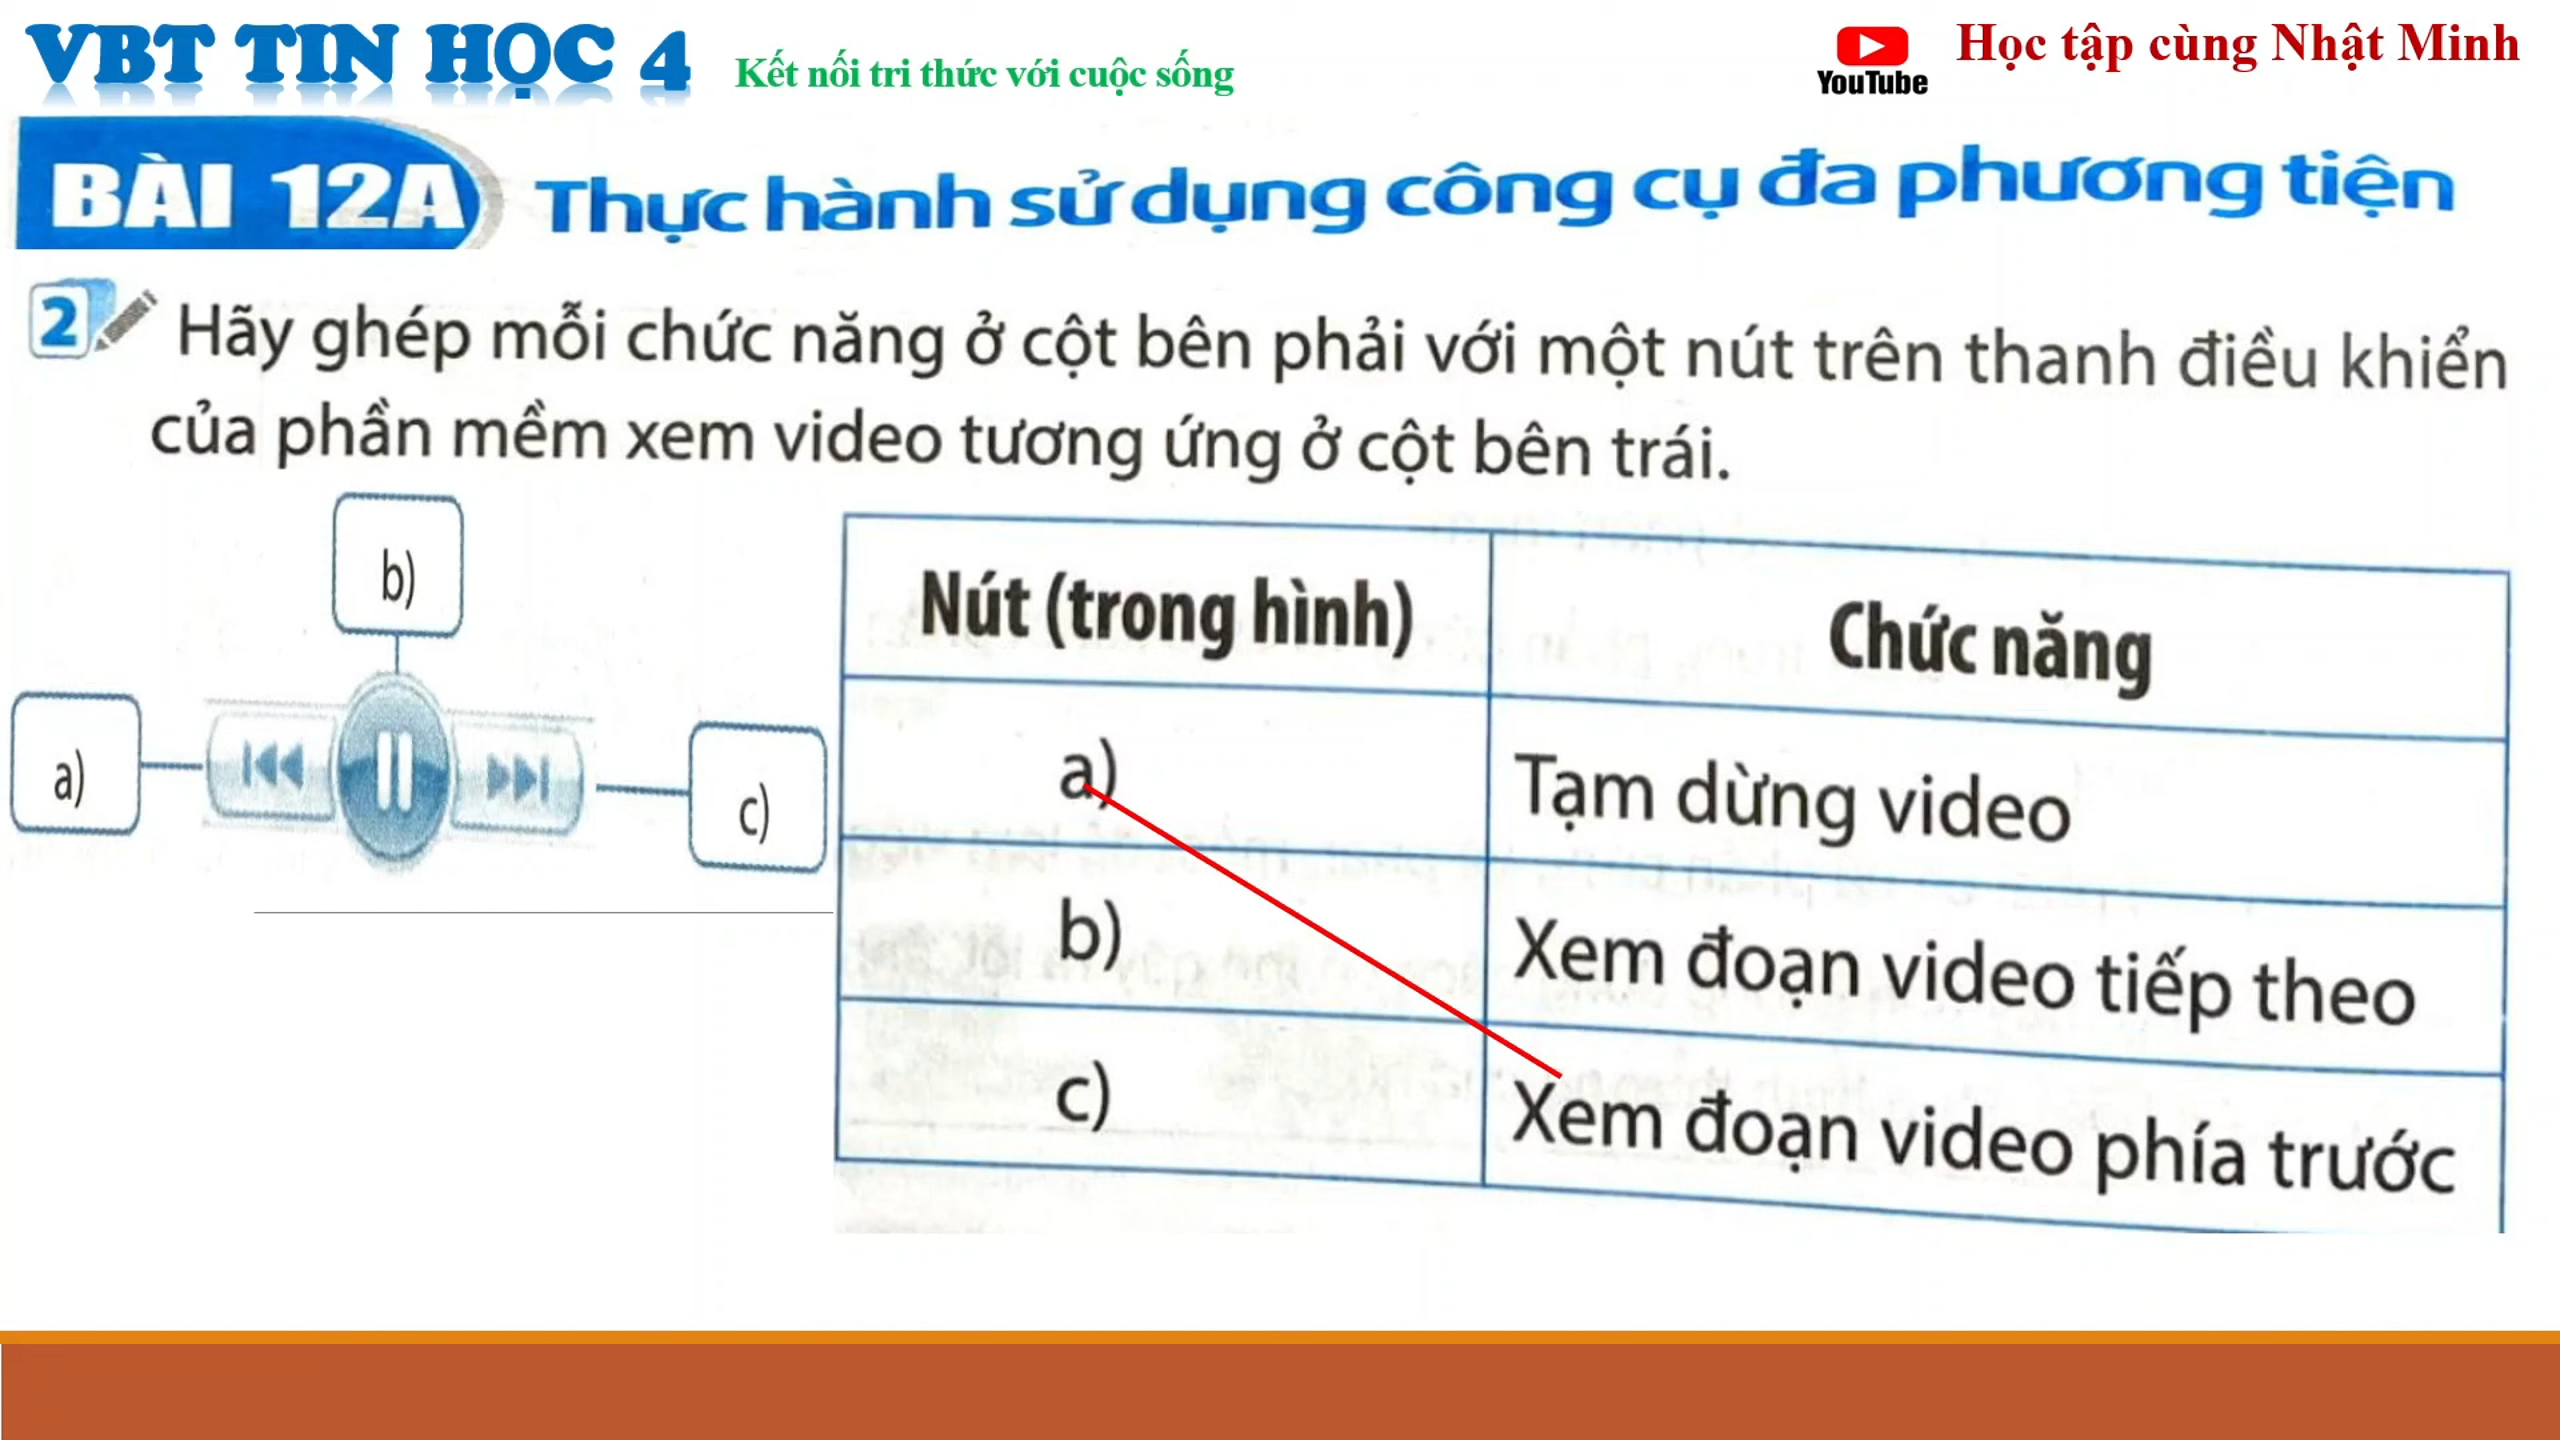 VBT TIN HỌC 4
Kết nối tri thức với cuộc sống
YouTube
Học tập cùng Nhật Minh
BÀI 12A Thực hành sử dụng công cụ đa phương tiện
2 Hãy ghép mỗi chức năng ở cột bên phải với một nút trên thanh điều khiển
của phần mềm xem video tương ứng ở cột bên trái.
b)
a)
c)
Nút (trong hình) Chức năng
a) Tạm dừng video
b) Xem đoạn video tiếp theo
c) Xem đoạn video phía trước